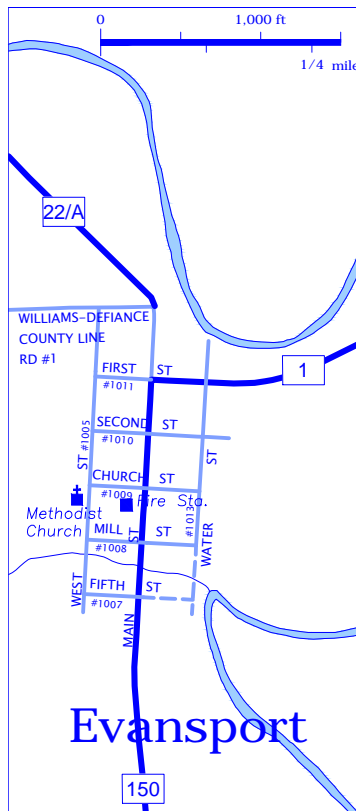 0 1,000 ft
1/4 mile
22/A
WILLIAMS-DEFIANCE
COUNTY LINE
RD #1
1
FIRST ST
#1011
SECOND ST
#1010
ST #1005
ST
CHURCH ST
#1009
Fire Sta.
Methodist
Church
#1013
MILL ST
#1008
ST
WATER
FIFTH ST
#1007
WEST
MAIN
Evansport
150